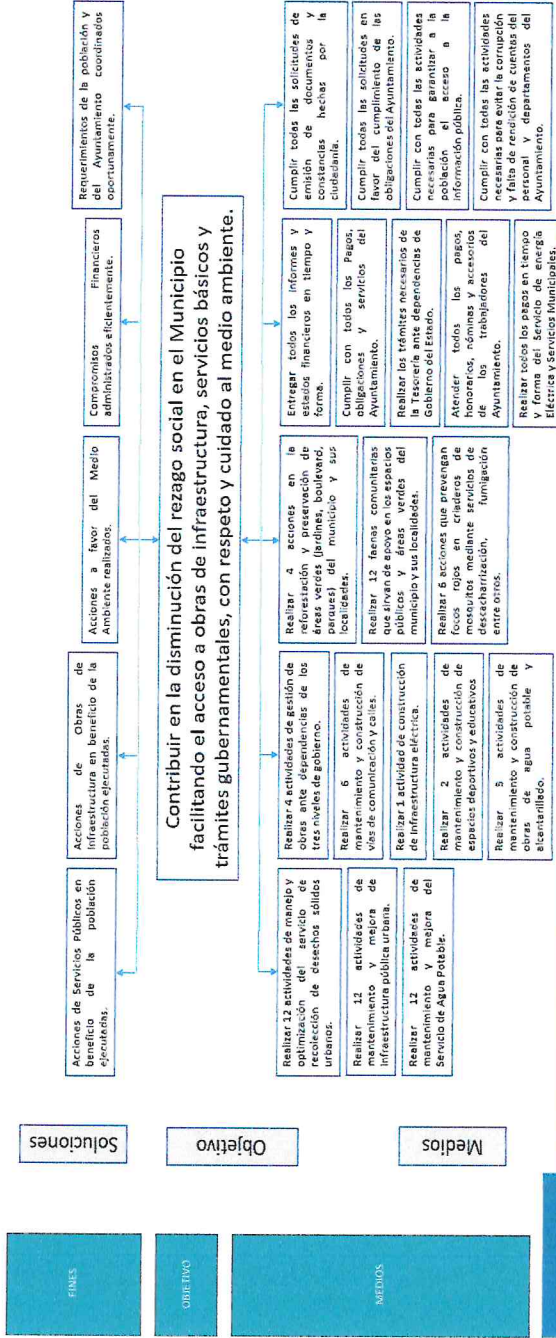 FINES
Soluciones
Acciones de Servicios Públicos en
beneficio de la población
ejecutadas.
Acciones de Obras de
Infraestructura en beneficio de la
población ejecutadas.
Acciones a favor del Medio
Ambiente realizados.
Compromisos Financieros
administrados eficientemente.
Requerimientos de la población y
del Ayuntamiento coordinados
oportunamente.
OBJETIVO
Objetivo
Contribuir en la disminución del rezago social en el Municipio
facilitando el acceso a obras de infraestructura, servicios básicos y
trámites gubernamentales, con respeto y cuidado al medio ambiente.
MEDIOS
Medios
Realizar 12 actividades de manejo y
optimización del servicio de
recolección de desechos sólidos
urbanos.
Realizar 12 actividades de
mantenimiento y mejora de
Infraestructura pública urbana.
Realizar 12 actividades de
mantenimiento y mejora del
Servicio de Agua Potable.
Realizar 4 actividades de gestión de
obras ante dependencias de los
tres niveles de gobierno.
Realizar 6 actividades de
mantenimiento y construcción de
vías de comunicación y calles.
Realizar 1 actividad de construcción
de Infraestructura eléctrica.
Realizar 2 actividades de
mantenimiento y construcción de
espacios deportivos y educativos
Realizar 5 actividades de
mantenimiento y construcción de
obras de agua potable y
alcantarillado.
Realizar 4 acciones en la
reforestación y preservación de
áreas verdes (jardines, boulevard,
parques) del municipio y sus
localidades.
Realizar 12 faenas comunitarias
que sirvan de apoyo en los espacios
públicos y áreas verdes del
municipio y sus localidades.
Realizar 6 acciones que prevengan
focos rojos en criaderos de
mosquitos mediante servicios de
descacharrización, fumigación
entre otros.
Entregar todos los informes y
estados financieros en tiempo y
forma.
Cumplir con todos los Pagos,
obligaciones y servicios del
Ayuntamiento.
Realizar los trámites necesarios de
la Tesorería ante dependencias de
Gobierno del Estado.
Atender todos los pagos,
honorarios, nóminas y accesorios
de los trabajadores del
Ayuntamiento.
Realizar todos los pagos en tiempo
y forma del Servicio de energía
Eléctrica y Servicios Municipales.
Cumplir todas las solicitudes de
emisión de documentos y
constancias hechas por la
ciudadanía.
Cumplir todas las solicitudes en
favor del cumplimiento de las
obligaciones del Ayuntamiento.
Cumplir con todas las actividades
necesarias para garantizar a la
población el acceso a la
información pública.
Cumplir con todas las actividades
necesarias para evitar la corrupción
y falta de rendición de cuentas del
personal y departamentos del
Ayuntamiento.